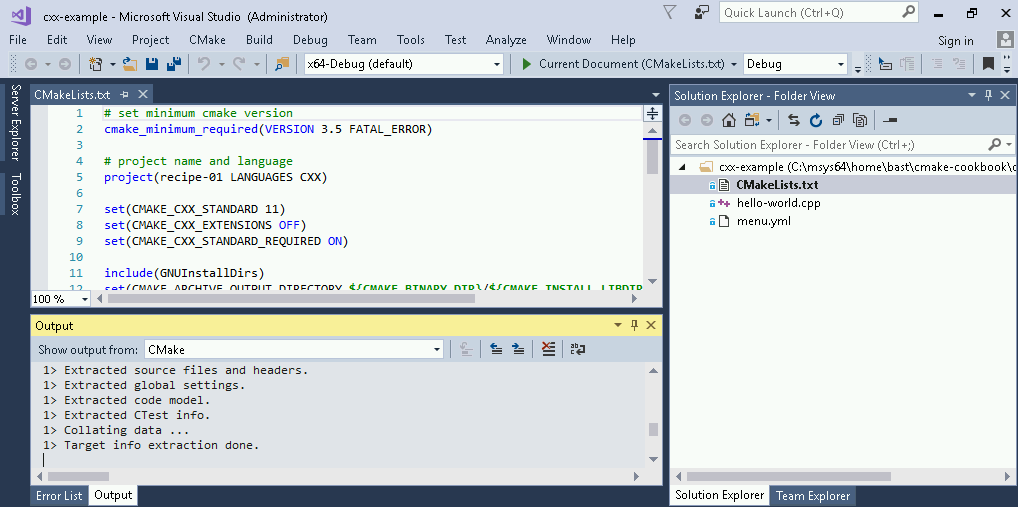 cxx-example - Microsoft Visual Studio (Administrator)
Quick Launch (Ctrl+Q)
File Edit View Project CMake Build Debug Team Tools Test Analyze Window Help
Sign in
x64-Debug (default)
Current Document (CMakeLists.txt)
Debug
Server Explorer
Toolbox
CMakeLists.txt
1 # set minimum cmake version
2 cmake_minimum_required(VERSION 3.5 FATAL_ERROR)
3
4 # project name and language
5 project(recipe-01 LANGUAGES CXX)
6
7 set(CMAKE_CXX_STANDARD 11)
8 set(CMAKE_CXX_EXTENSIONS OFF)
9 set(CMAKE_CXX_STANDARD_REQUIRED ON)
10
11 include(GNUInstallDirs)
12 set(CMAKE_ARCHIVE_OUTPUT_DIRECTORY ${CMAKE_BINARY_DIR}/${CMAKE_INSTALL_LIBDIR
100 %
Output
Show output from: CMake
1> Extracted source files and headers.
1> Extracted global settings.
1> Extracted code model.
1> Extracted CTest info.
1> Collating data ...
1> Target info extraction done.
Error List
Output
Solution Explorer - Folder View
Search Solution Explorer - Folder View (Ctrl+;)
cxx-example (C:\msys64\home\bast\cmake-cookbook\c
CMakeLists.txt
hello-world.cpp
menu.yml
Solution Explorer
Team Explorer